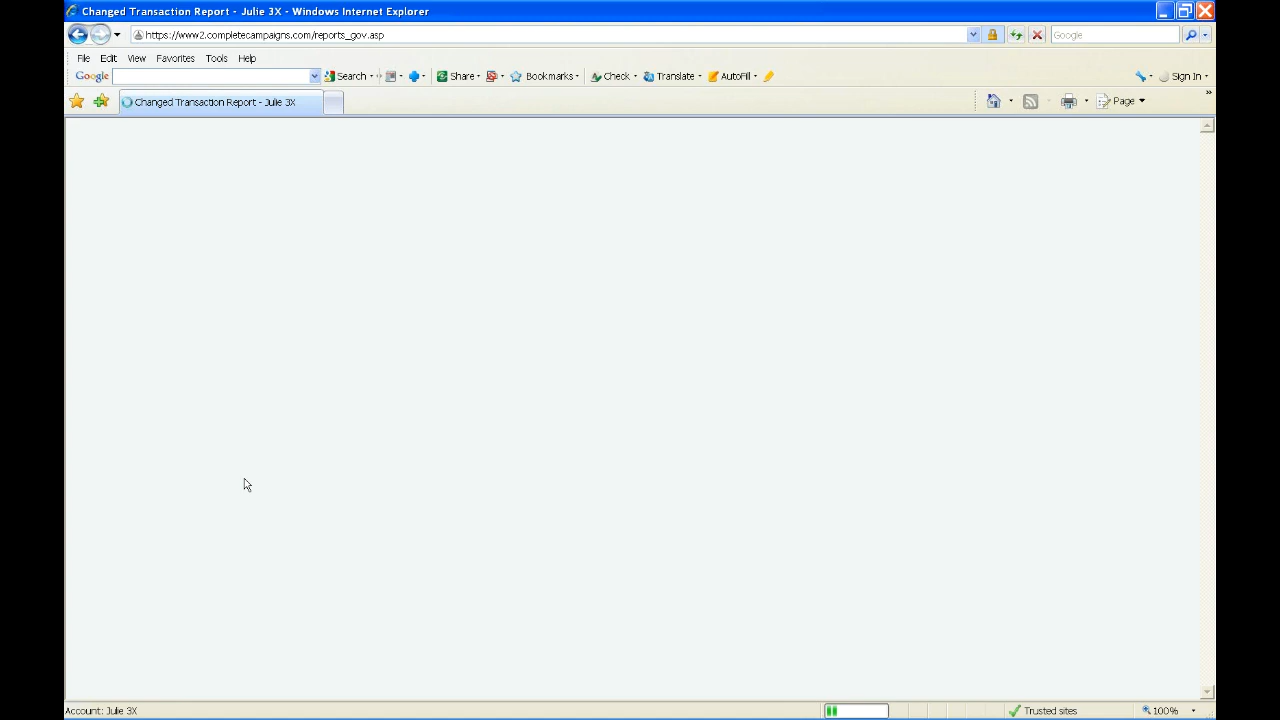 Changed Transaction Report - Julie 3X - Windows Internet Explorer
https://www2.completecampaigns.com/reports_gov.asp
Google
File Edit View Favorites Tools Help
Google Search Share Bookmarks Check Translate AutoFill Sign In
Changed Transaction Report - Julie 3X
Page
Account: Julie 3X
Trusted sites
100%